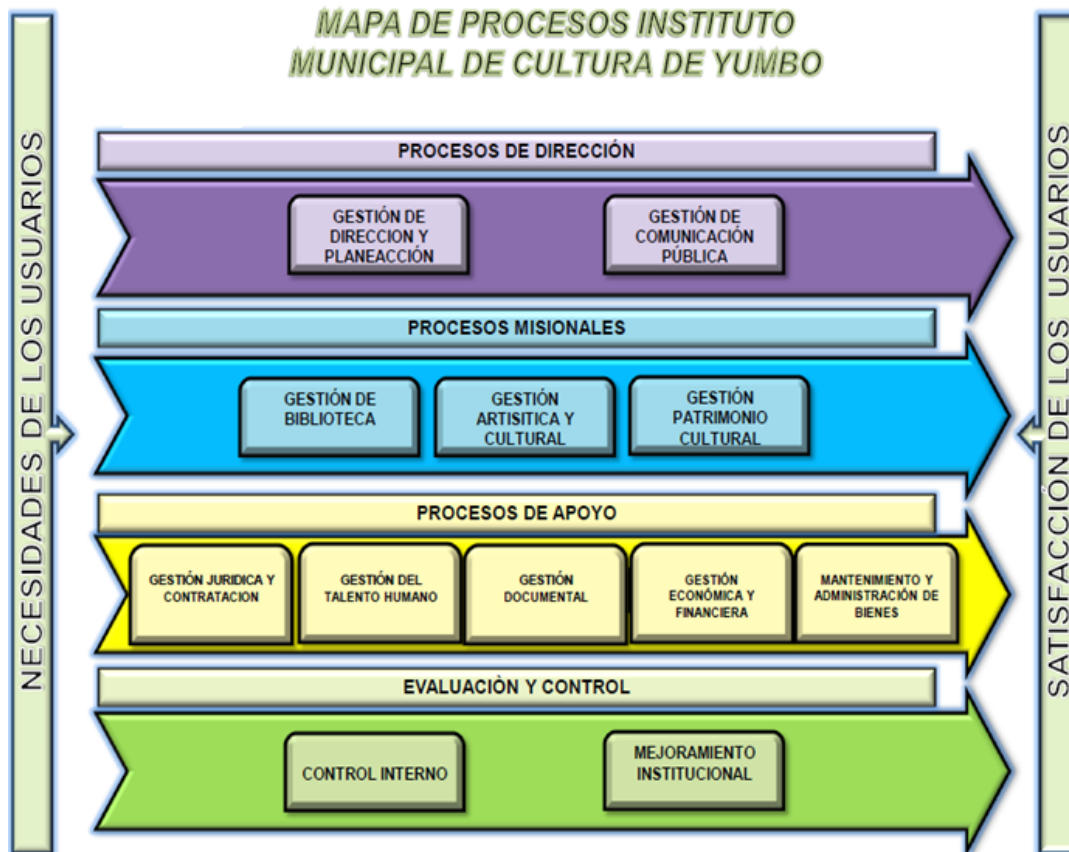 MAPA DE PROCESOS INSTITUTO
MUNICIPAL DE CULTURA DE YUMBO
NECESIDADES DE LOS USUARIOS
PROCESOS DE DIRECCIÓN
GESTIÓN DE
DIRECCION Y
PLANEACCIÓN
GESTIÓN DE
COMUNICACIÓN
PÚBLICA
PROCESOS MISIONALES
GESTIÓN DE
BIBLIOTECA
GESTIÓN
ARTISITICA Y
CULTURAL
GESTIÓN
PATRIMONIO
CULTURAL
PROCESOS DE APOYO
GESTIÓN JURIDICA Y
CONTRATACION
GESTIÓN DEL
TALENTO HUMANO
GESTIÓN
DOCUMENTAL
GESTIÓN
ECONÓMICA Y
FINANCIERA
MANTENIMIENTO Y
ADMINISTRACIÓN DE
BIENES
EVALUACIÒN Y CONTROL
CONTROL INTERNO
MEJORAMIENTO
INSTITUCIONAL
SATISFACCIÓN DE LOS USUARIOS